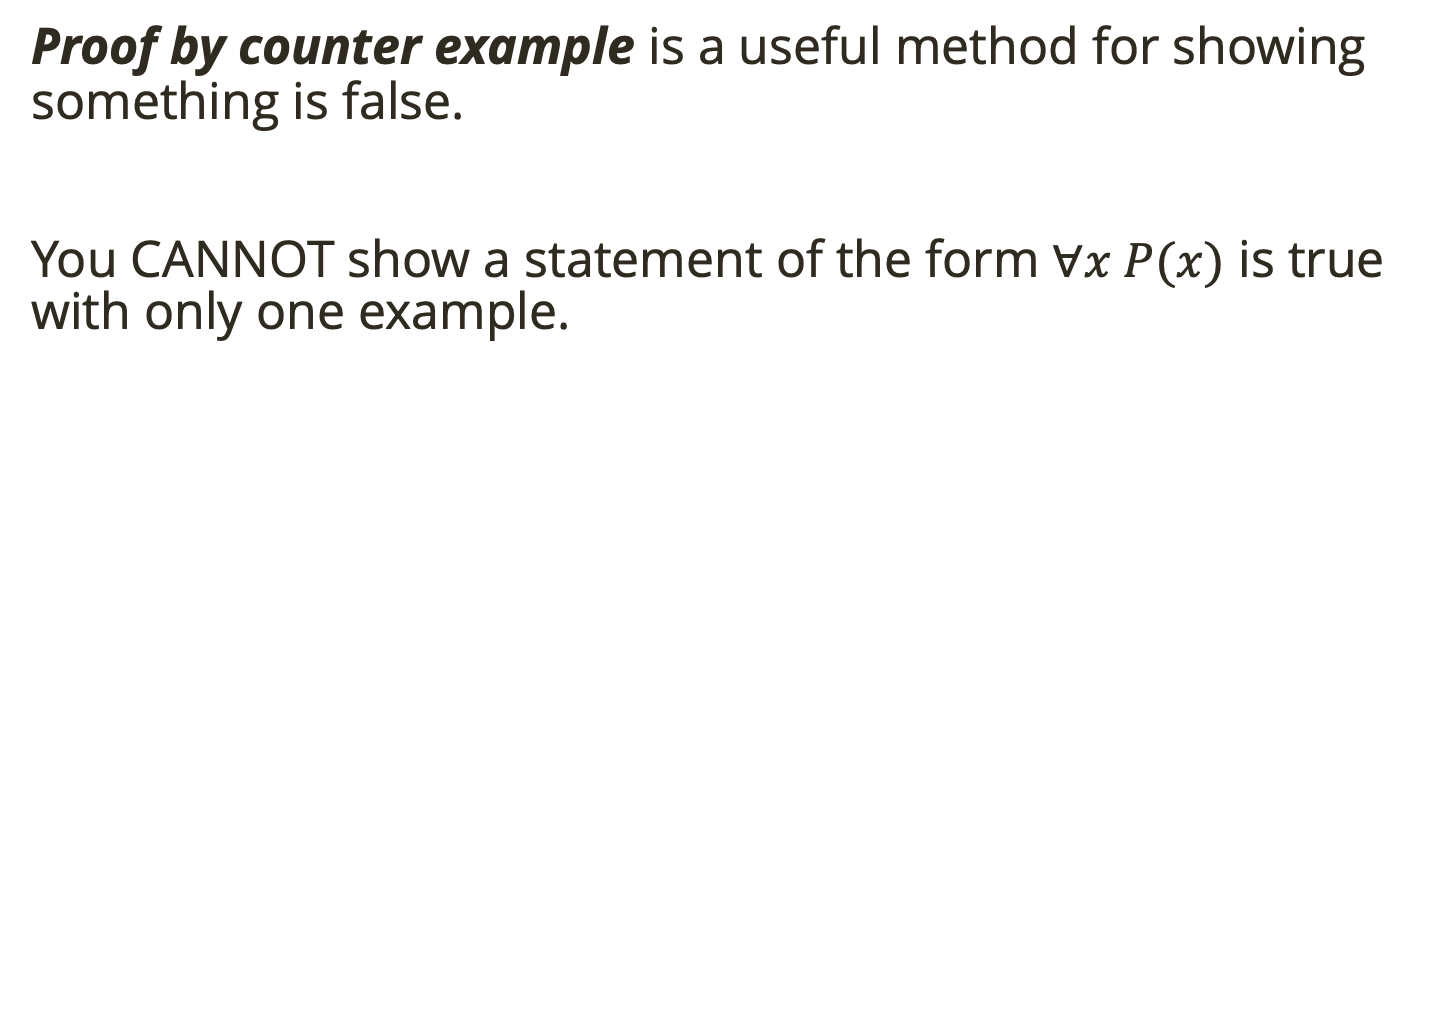 Proof by counter example is a useful method for showing
something is false.
You CANNOT show a statement of the form ∀𝑥 𝑃(𝑥) is true
with only one example.